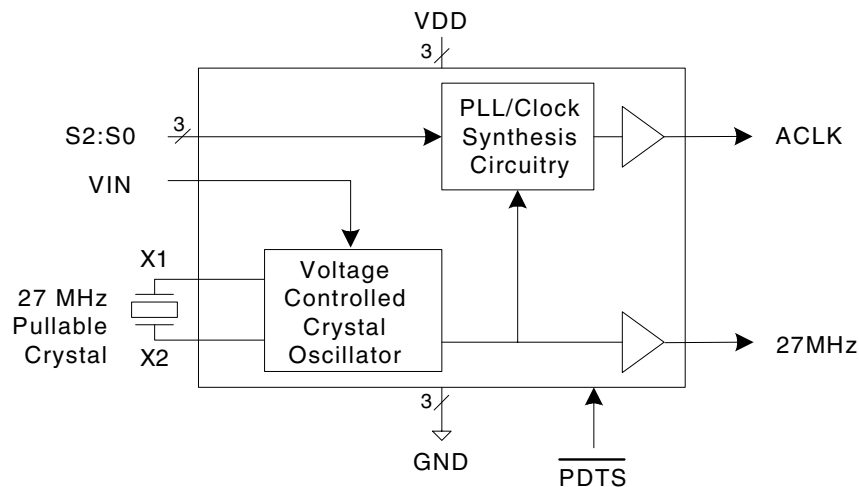 VDD
3
S2:S0
3
PLL/Clock
Synthesis
Circuitry
ACLK
VIN
X1
27 MHz
Pullable
Crystal
X2
Voltage
Controlled
Crystal
Oscillator
27MHz
3
GND
PDTS